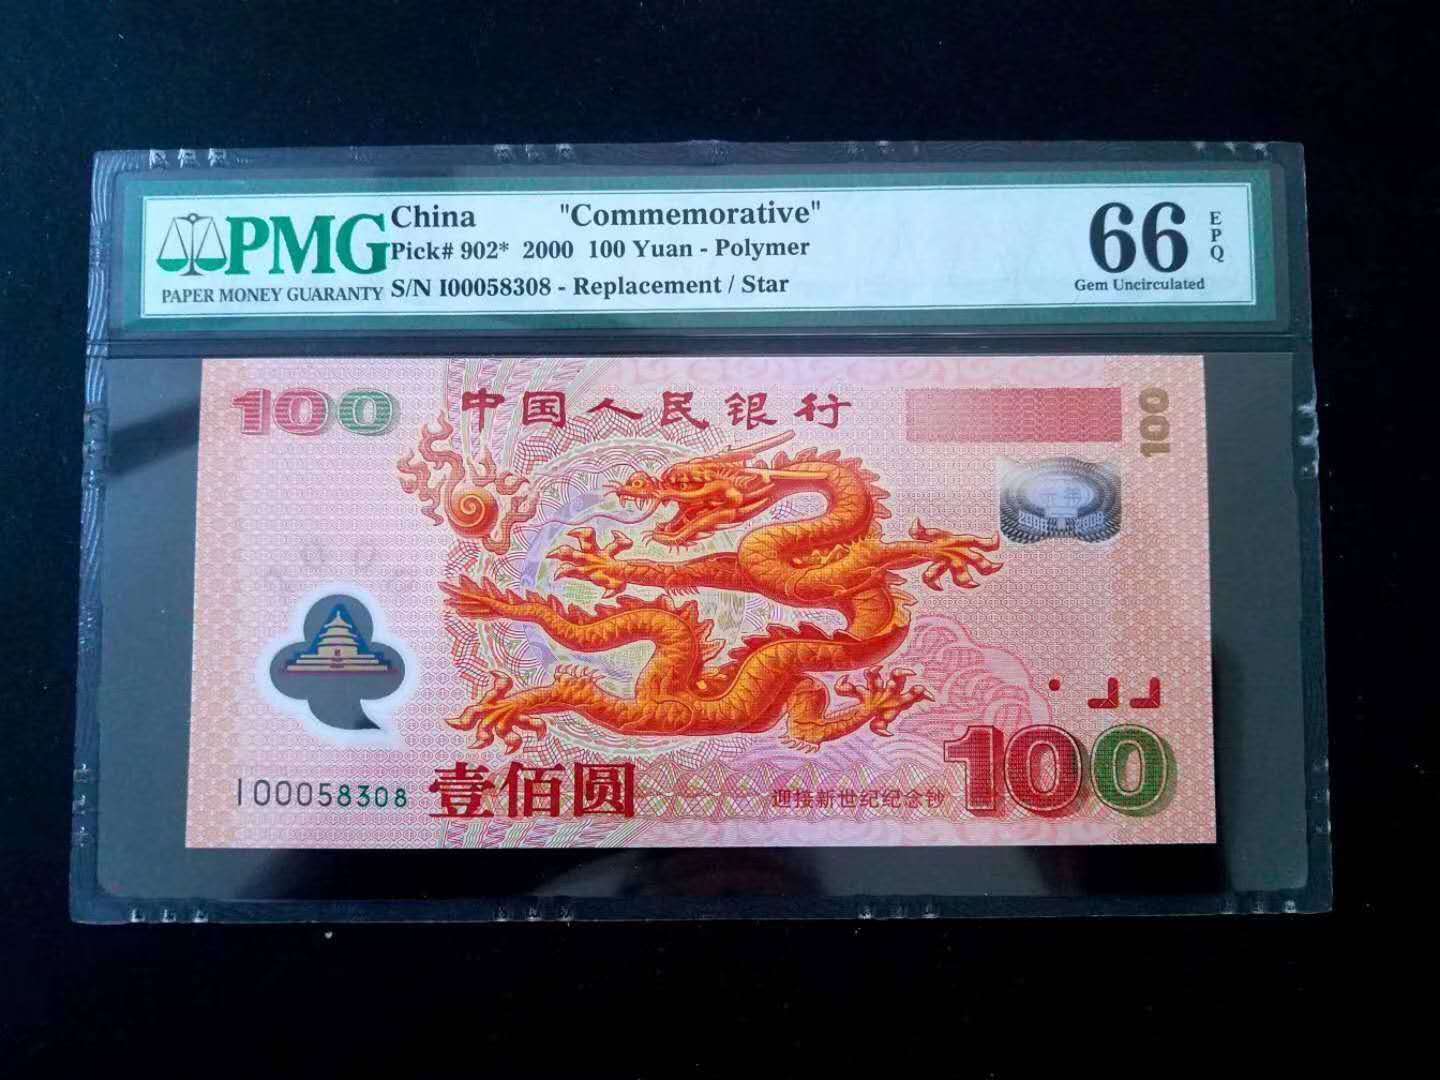 PMG
PAPER MONEY GUARANTY
China "Commemorative"
Pick# 902* 2000 100 Yuan - Polymer
S/N I00058308 - Replacement / Star
66 EPQ
Gem Uncirculated
100 中国人民银行 100
2000 2000
I00058308 壹佰圆 迎接新世纪纪念钞 100